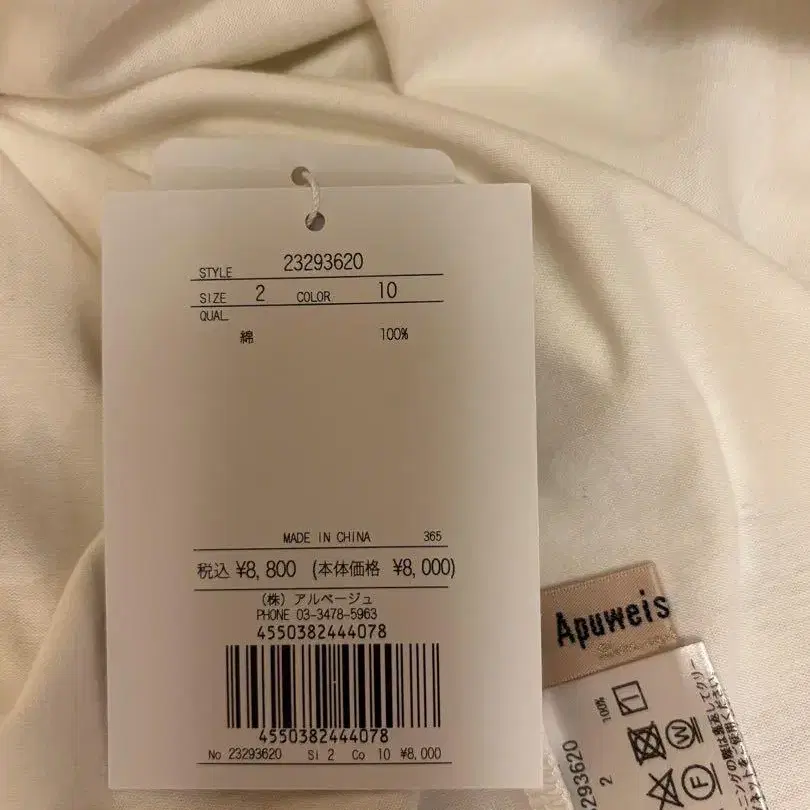 STYLE 23293620
SIZE 2 COLOR 10
QUAL.
綿 100%
MADE IN CHINA 365
税込 ¥8,800 (本体価格 ¥8,000)
(株) アルページュ
PHONE 03-3478-5963
4550382444078
4550382444078
No 23293620 Si 2 Co 10 ¥8,000
Apuweis
100%
293620
2
F
W